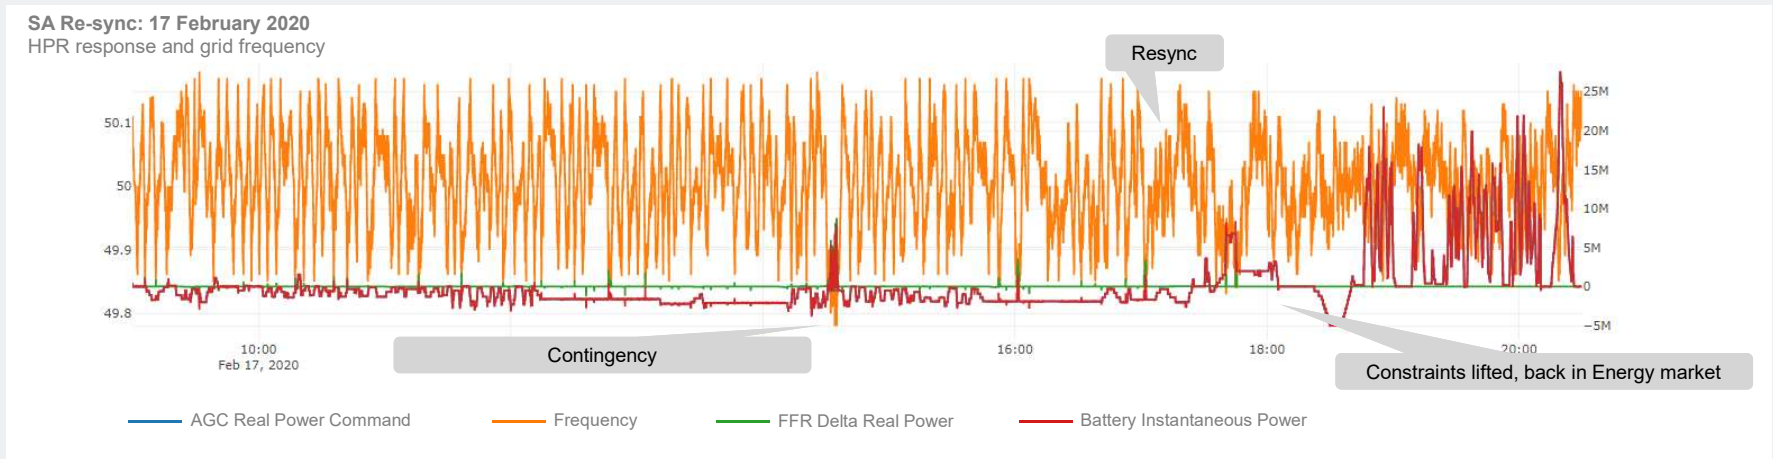 SA Re-sync: 17 February 2020
HPR response and grid frequency
Resync
50.1
50
49.9
49.8
25M
20M
15M
10M
5M
0
−5M
10:00
Feb 17, 2020
16:00
18:00
20:00
Contingency
Constraints lifted, back in Energy market
AGC Real Power Command
Frequency
FFR Delta Real Power
Battery Instantaneous Power